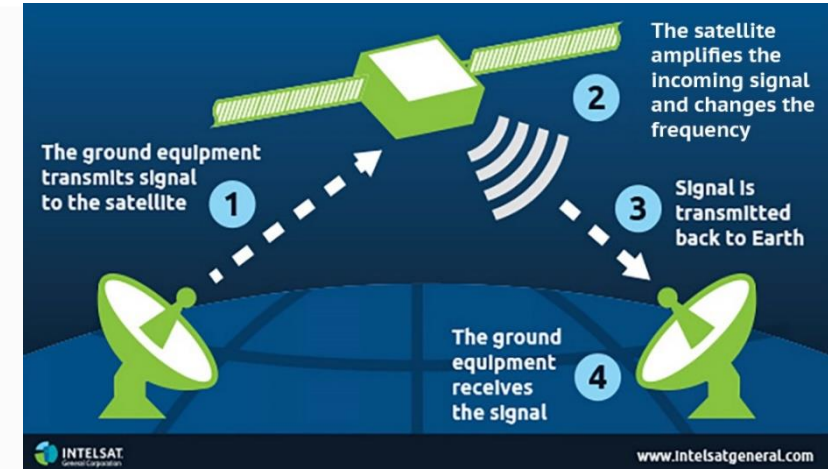 The ground equipment
transmits signal
to the satellite
1
2
The satellite
amplifies the
incoming signal
and changes the
frequency
3
Signal is
transmitted
back to Earth
The ground
equipment
receives
the signal
4
INTELSAT
General Corporation
www.intelsatgeneral.com